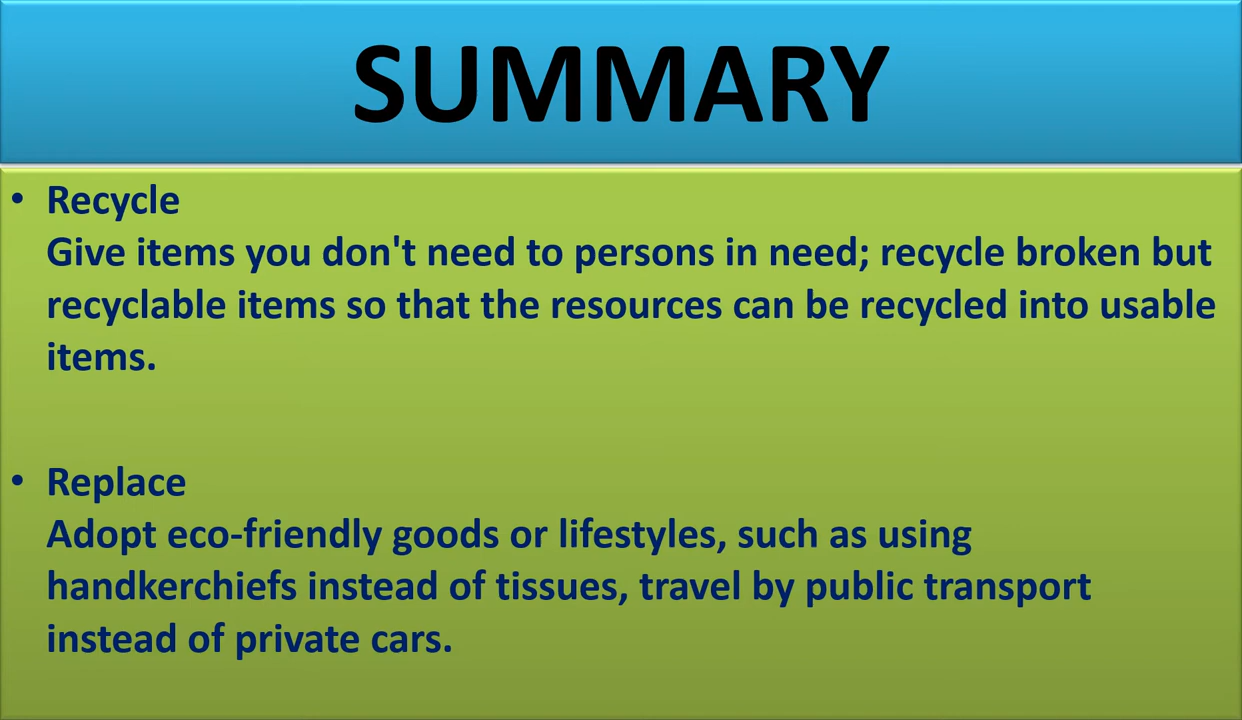 SUMMARY
• Recycle
Give items you don't need to persons in need; recycle broken but
recyclable items so that the resources can be recycled into usable
items.
• Replace
Adopt eco-friendly goods or lifestyles, such as using
handkerchiefs instead of tissues, travel by public transport
instead of private cars.